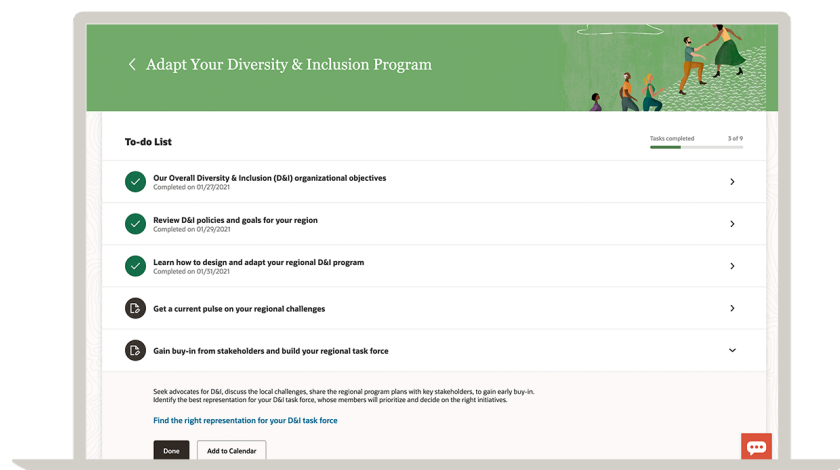 Adapt Your Diversity & Inclusion Program
To-do List
Tasks completed
3 of 9
Our Overall Diversity & Inclusion (D&I) organizational objectives
Completed on 01/27/2021
Review D&I policies and goals for your region
Completed on 01/29/2021
Learn how to design and adapt your regional D&I program
Completed on 01/31/2021
Get a current pulse on your regional challenges
Gain buy-in from stakeholders and build your regional task force
Seek advocates for D&I, discuss the local challenges, share the regional program plans with key stakeholders, to gain early buy-in.
Identify the best representation for your D&I task force, whose members will prioritize and decide on the right initiatives.
Find the right representation for your D&I task force
Done
Add to Calendar